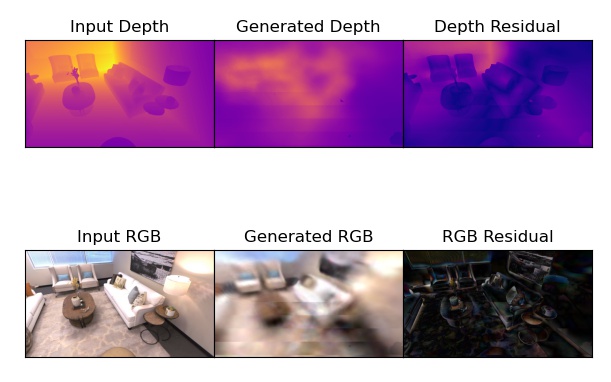 Input Depth
Generated Depth
Depth Residual
Input RGB
Generated RGB
RGB Residual